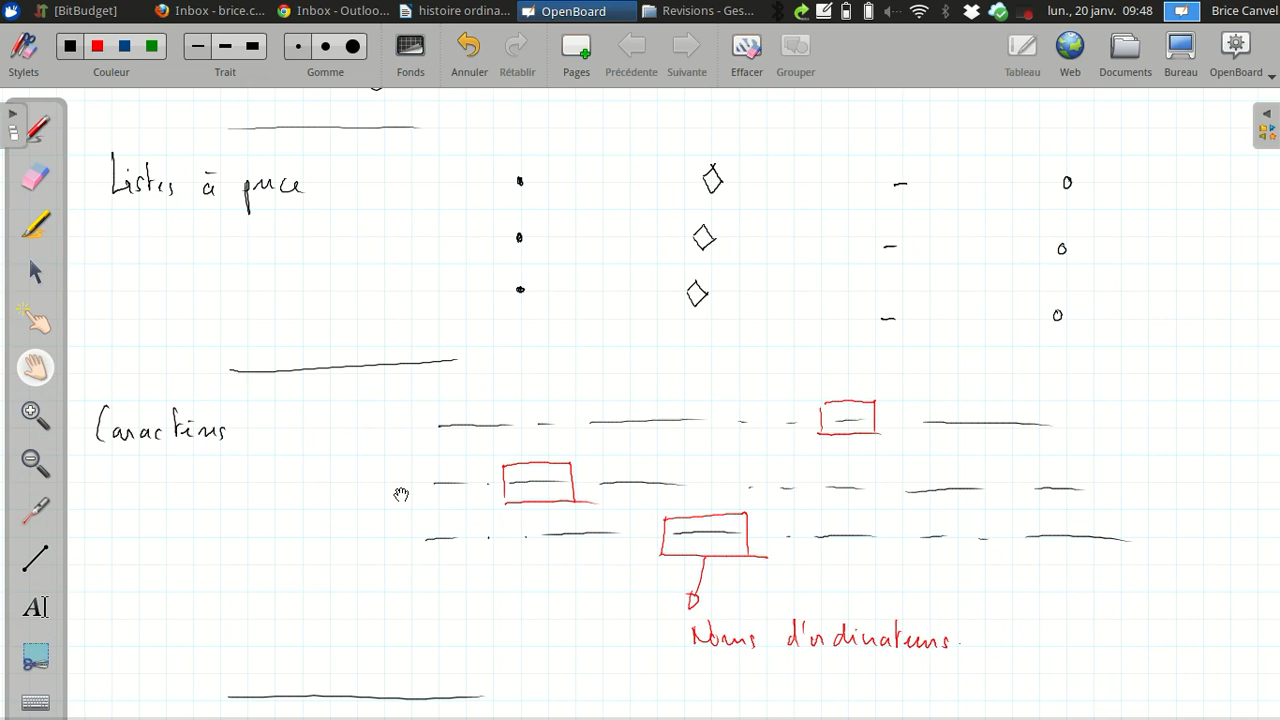 [BitBudget]
Inbox - brice.c...
Inbox - Outloo...
histoire ordina...
OpenBoard
Revisions - Ges...
lun., 20 janv. 09:48
Brice Canvel
Stylets
Couleur
Trait
Gomme
Fonds
Annuler
Rétablir
Pages
Précédente
Suivante
Effacer
Grouper
Tableau
Web
Documents
Bureau
OpenBoard
Listes à puce
Caractères
Noms d'ordinateurs.
A